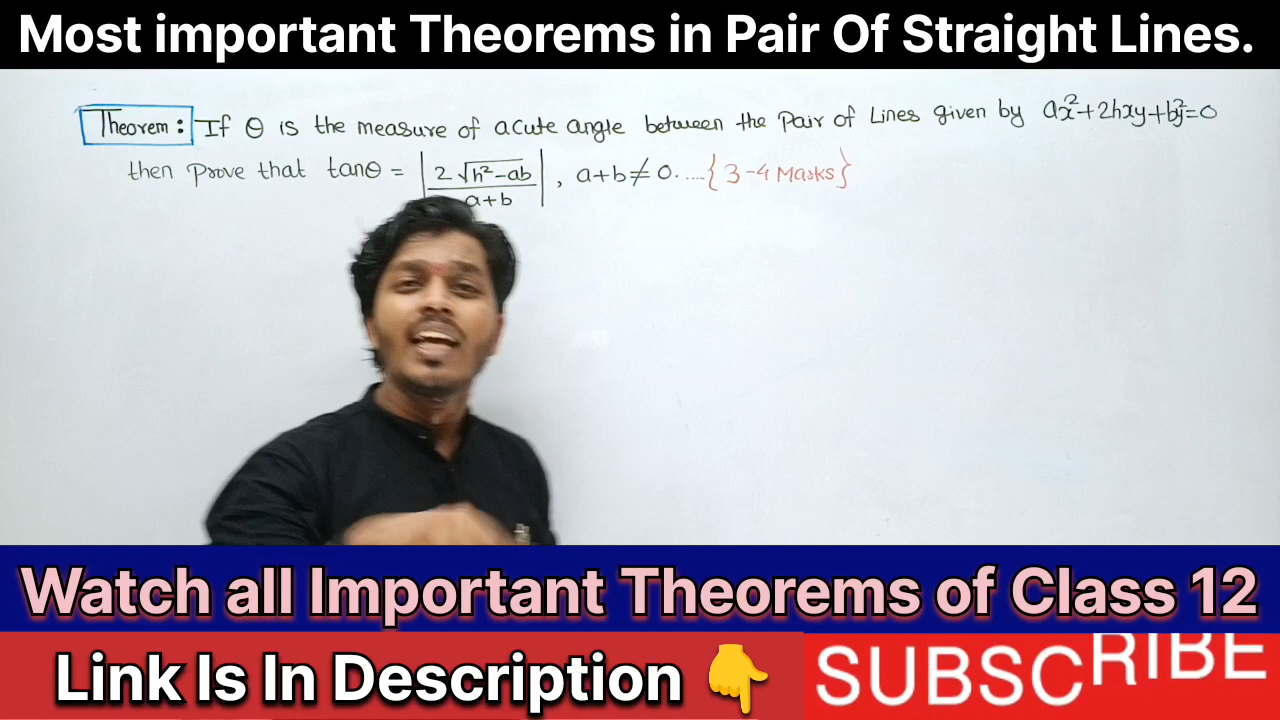 Most important Theorems in Pair Of Straight Lines.
Theorem : If θ is the measure of acute angle between the Pair of Lines given by ax²+2hxy+by²=0
then Prove that tanθ = | 2 √h²-ab / a+b | , a+b ≠ 0. .... { 3-4 Marks }
Watch all Important Theorems of Class 12
Link Is In Description 👇
SUBSCRIBE